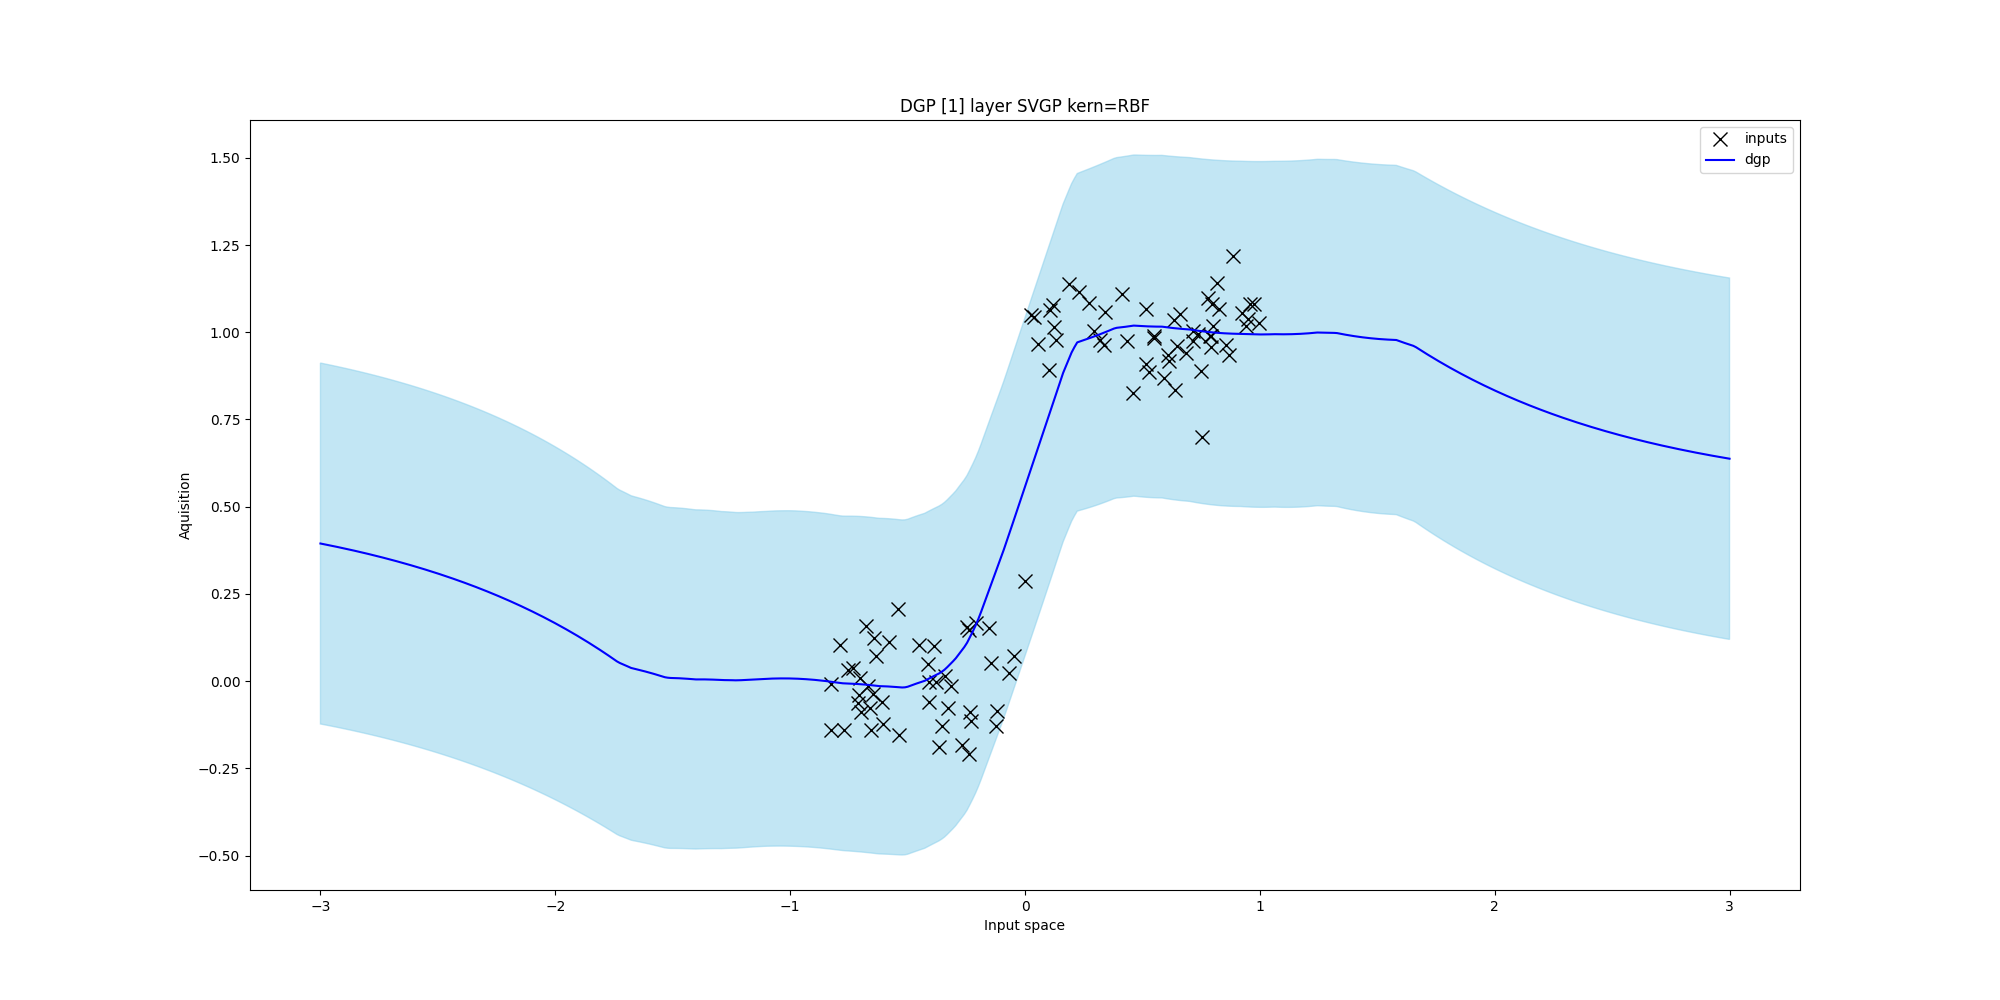 DGP [1] layer SVGP kern=RBF
inputs
dgp
1.50
1.25
1.00
0.75
0.50
0.25
0.00
−0.25
−0.50
Aquisition
−3 −2 −1 0 1 2 3
Input space